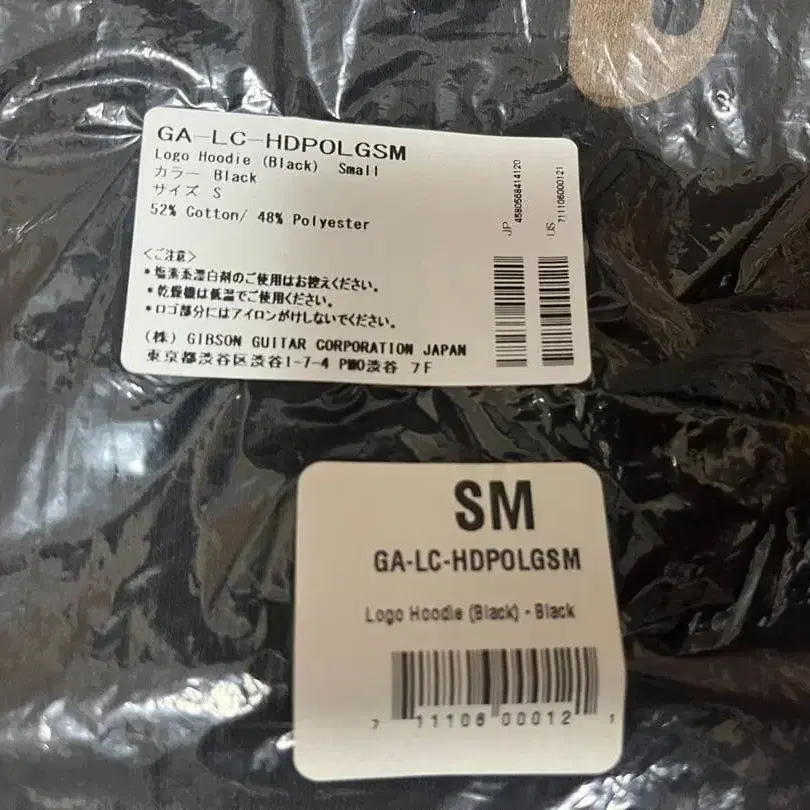 GA-LC-HDPOLGSM
Logo Hoodie (Black) Small
カラー Black
サイズ S
52% Cotton/ 48% Polyester
<ご注意>
*塩素系漂白剤のご使用はお控えください。
*乾燥機は低温でご使用ください。
*ロゴ部分にはアイロンがけしないでください。
(株) GIBSON GUITAR CORPORATION JAPAN
東京都渋谷区渋谷1-7-4 PMO渋谷 7F
JP 4580568414120
US 711106000121
SM
GA-LC-HDPOLGSM
Logo Hoodie (Black) - Black
7 11106 00012 1